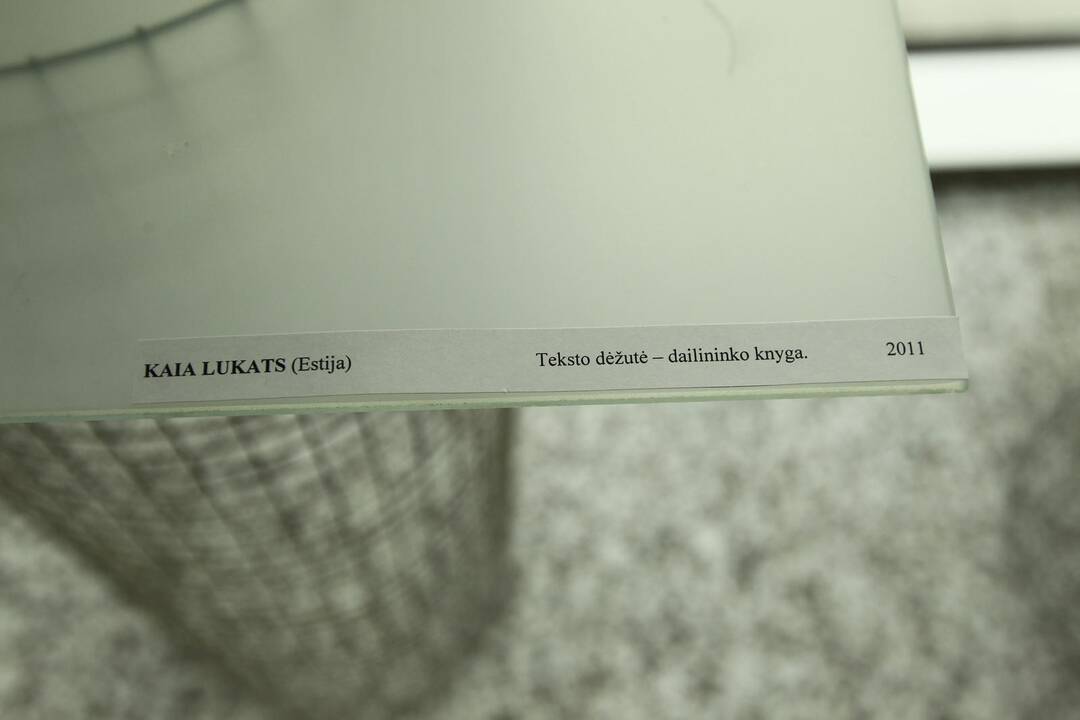 KAIA LUKATS (Estija) Teksto dėžutė – dailininko knyga. 2011